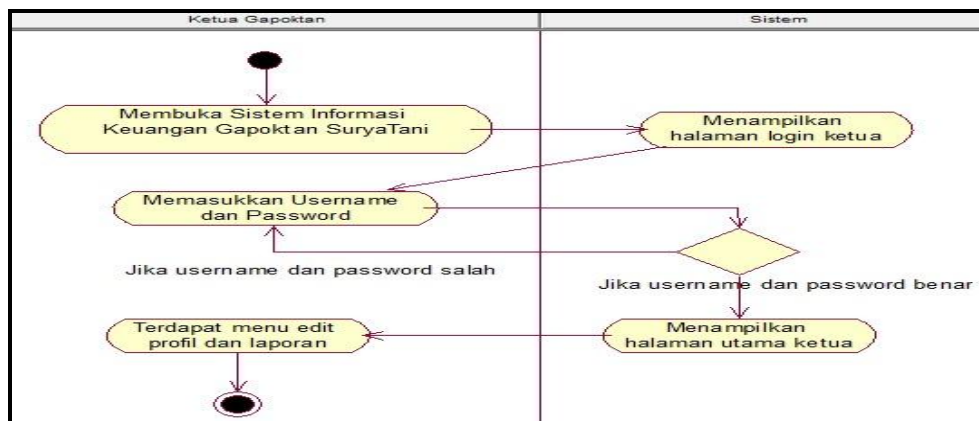 Ketua Gapoktan
Sistem
Membuka Sistem Informasi
Keuangan Gapoktan SuryaTani
Menampilkan
halaman login ketua
Memasukkan Username
dan Password
Jika username dan password salah
Jika username dan password benar
Terdapat menu edit
profil dan laporan
Menampilkan
halaman utama ketua